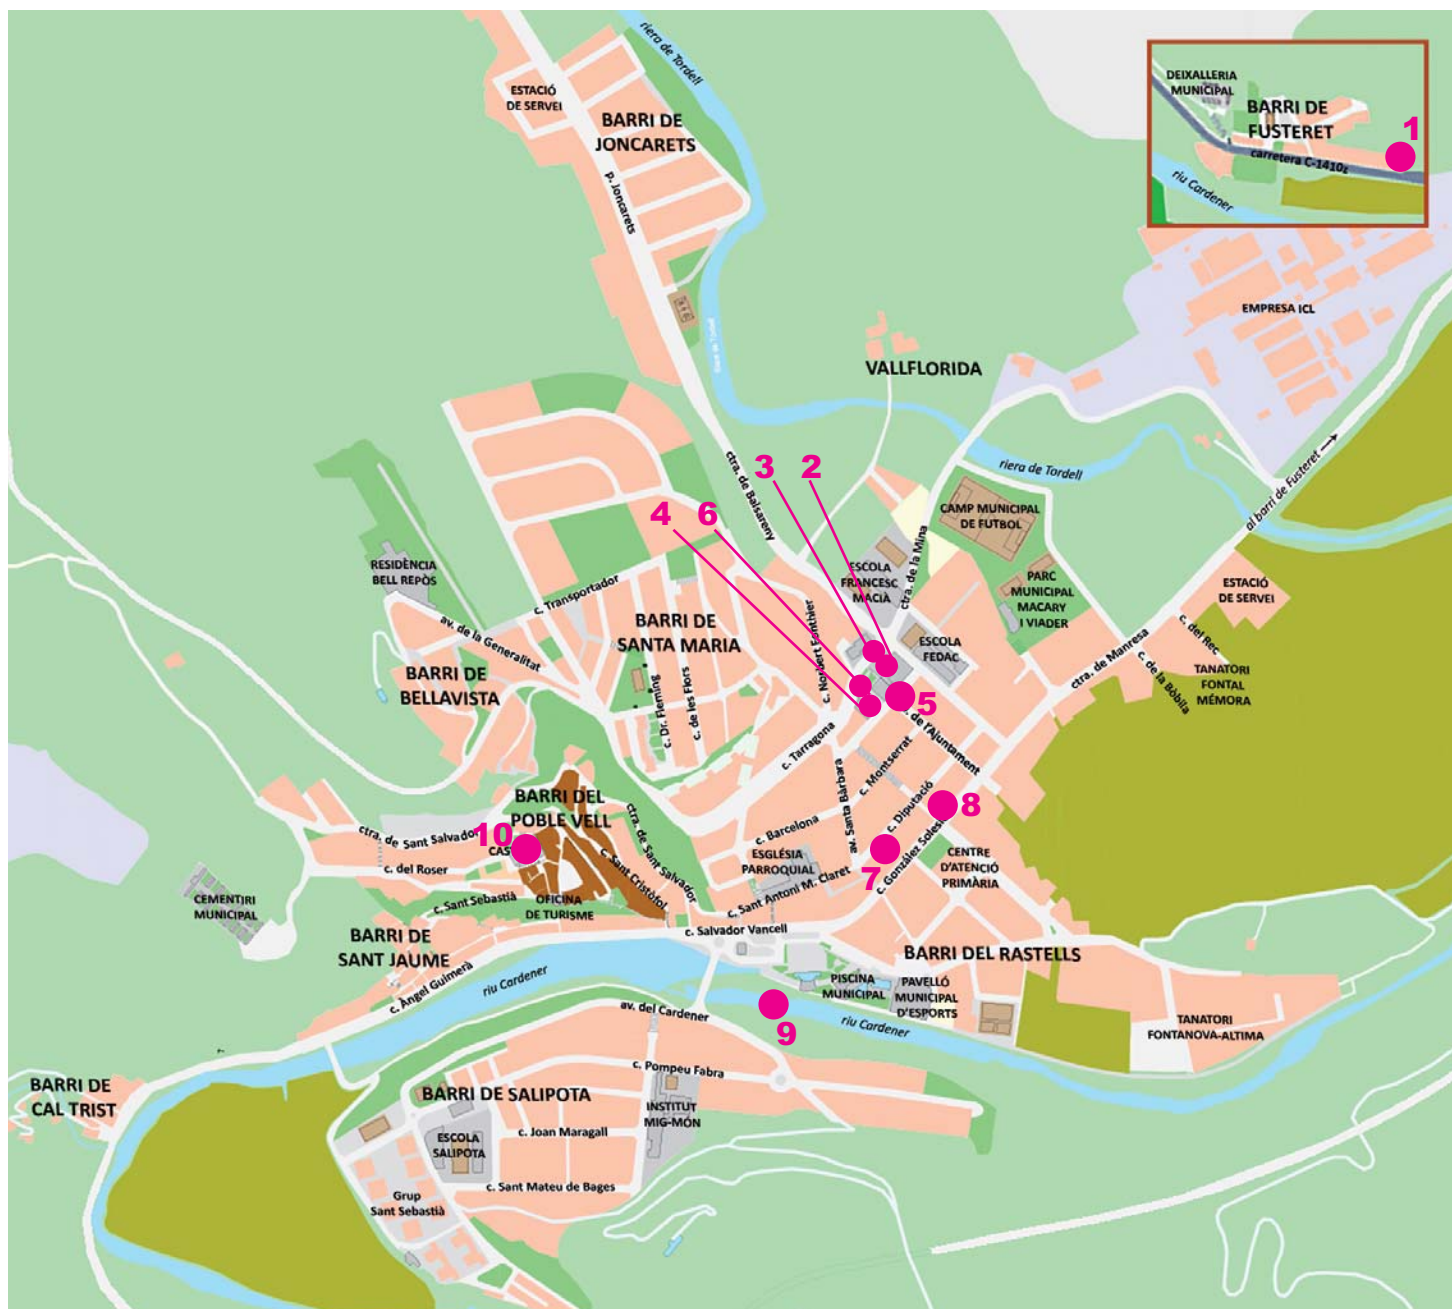 riera de Tordell
ESTACIÓ
DE SERVEI
BARRI DE
JONCARETS
p. Joncarets
DEIXALLERIA
MUNICIPAL
BARRI DE
FUSTERET
1
carretera C-1410z
riu Cardener
EMPRESA ICL
VALLFLORIDA
riera de Tordell
ctra. de Balsareny
3
2
4
6
riera de Tordell
al barri de Fusteret
CAMP MUNICIPAL
DE FUTBOL
ctra. de la Mina
ESCOLA
FRANCESC
MACIÀ
PARC
MUNICIPAL
MACARY
I VIADER
ESTACIÓ
DE SERVEI
RESIDÈNCIA
BELL REPÒS
c. Transportador
av. de la Generalitat
BARRI DE
SANTA MARIA
c. Norbert Fonthier
ESCOLA
FEDAC
c. del Rec
ctra. de Manresa
c. de la Bòbila
TANATORI
FONTAL
MÉMORA
BARRI DE
BELLAVISTA
c. Dr. Fleming
c. de les Flors
5
de l'Ajuntament
c. Tarragona
c. Montserrat
av. Santa Bàrbara
BARRI DEL
POBLE VELL
c. Diputació
8
ctra. de Sant Salvador
10
CAS
c. del Roser
ctra. de Sant Salvador
c. Sant Cristòfol
c. Barcelona
ESGLÉSIA
PARROQUIAL
7
c. González Solesio
CENTRE
D'ATENCIÓ
PRIMÀRIA
CEMENTIRI
MUNICIPAL
c. Sant Sebastià
OFICINA
DE TURISME
c. Sant Antoni M. Claret
c. Salvador Vancell
BARRI DE
SANT JAUME
BARRI DEL RASTELLS
c. Àngel Guimerà
riu Cardener
PISCINA
MUNICIPAL
PAVELLÓ
MUNICIPAL
D'ESPORTS
av. del Cardener
9
riu Cardener
TANATORI
FONTANOVA-ALTIMA
BARRI DE
CAL TRIST
c. Pompeu Fabra
BARRI DE SALIPOTA
INSTITUT
MIG-MÓN
ESCOLA
SALIPOTA
c. Joan Maragall
c. Sant Mateu de Bages
Grup
Sant Sebastià